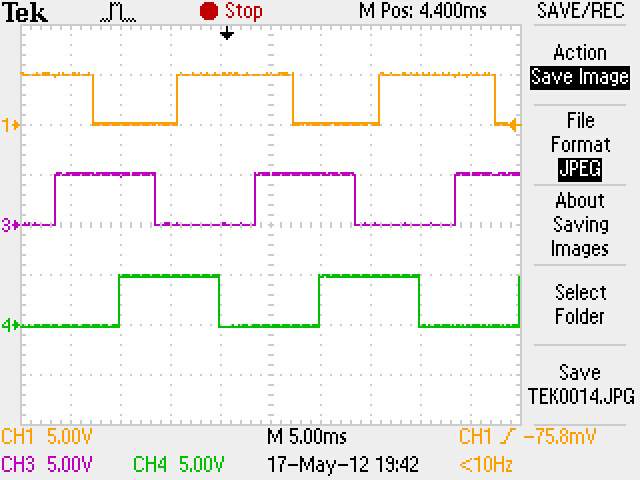 Tek Stop M Pos: 4.400ms SAVE/REC
Action
Save Image
File
Format
JPEG
About
Saving
Images
Select
Folder
Save
TEK0014.JPG
1
3
4
CH1 5.00V M 5.00ms CH1 -75.8mV
CH3 5.00V CH4 5.00V 17-May-12 19:42 <10Hz